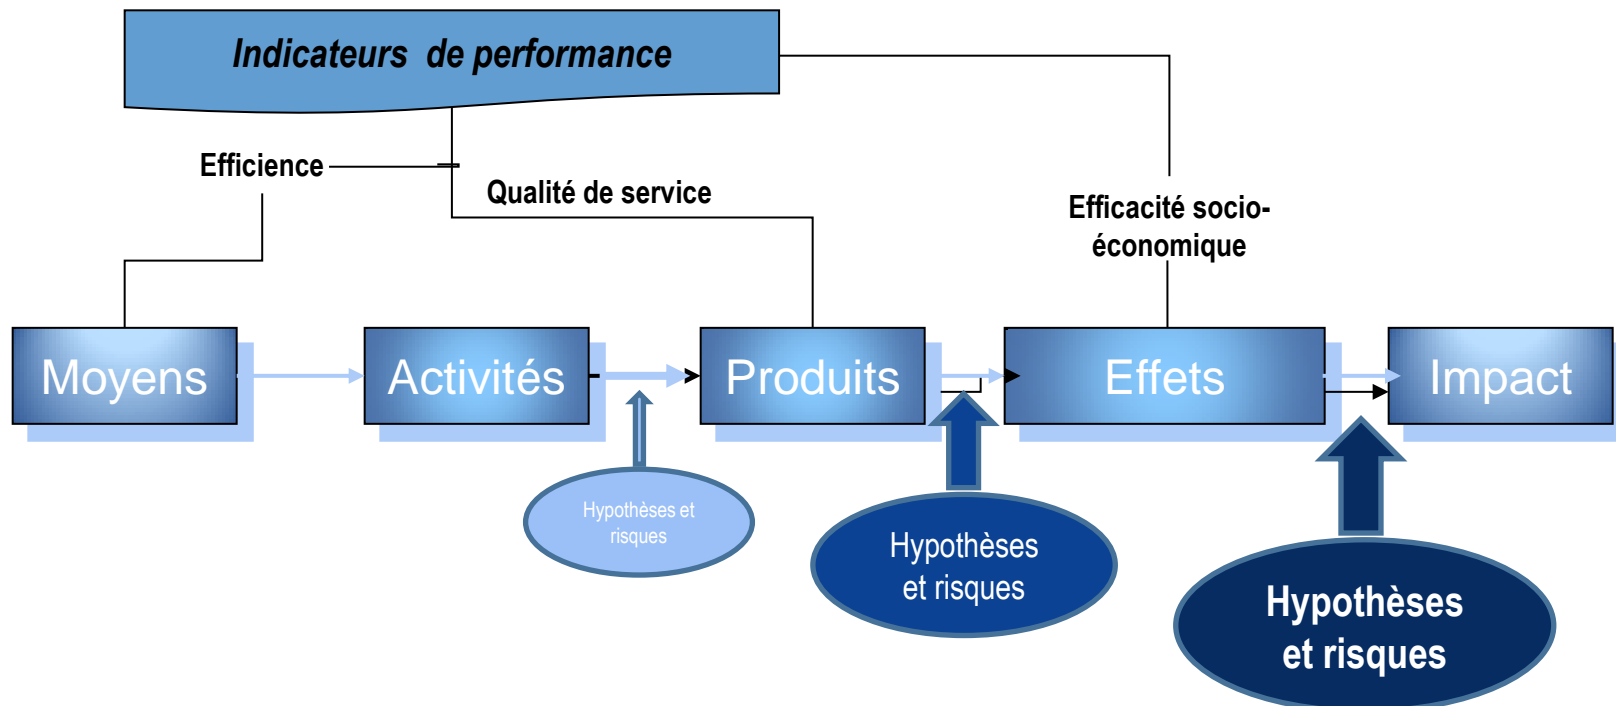 Indicateurs de performance
Efficience
Qualité de service
Efficacité socio-
économique
Moyens
Activités
Produits
Effets
Impact
Hypothèses et
risques
Hypothèses
et risques
Hypothèses
et risques